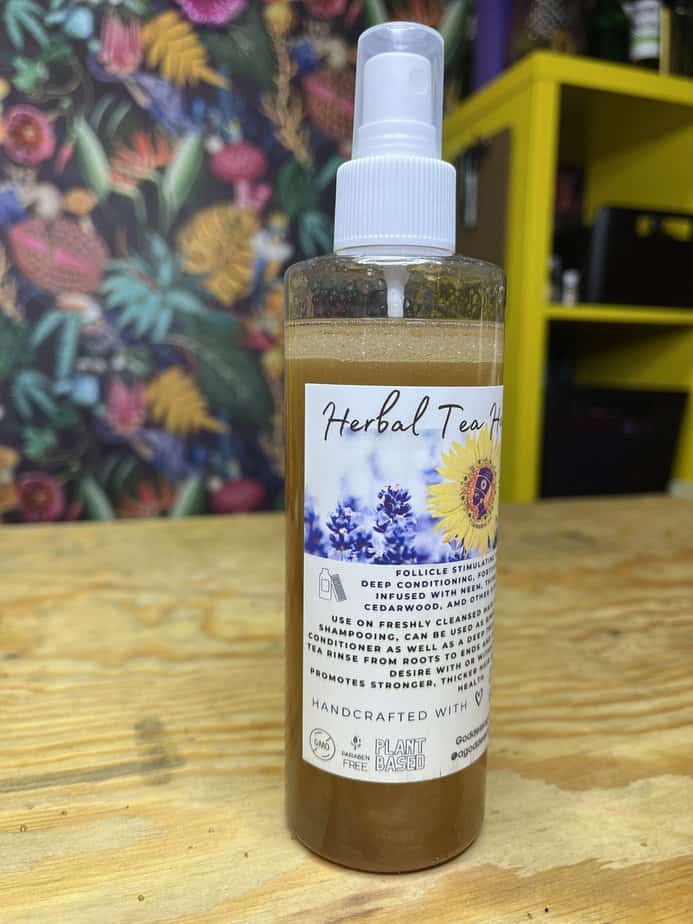 Herbal Tea
FOLLICLE STIMULATING
DEEP CONDITIONING,
INFUSED WITH NEEM,
CEDARWOOD, AND OTHER
USE ON FRESHLY CLEANSED
SHAMPOOING, CAN BE USED AS
CONDITIONER AS WELL AS A DEEP
TEA RINSE FROM ROOTS TO ENDS
DESIRE WITH OR
PROMOTES STRONGER, THICKER
HEALTH
HANDCRAFTED WITH
GMO
PARABEN
FREE
PLANT
BASED